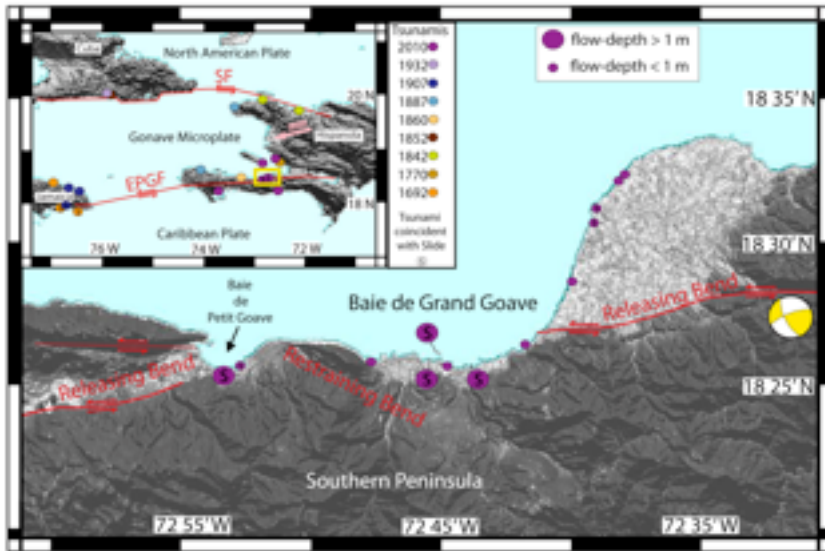 Cuba
North American Plate
SF
20 N
Gonave Microplate
Hispanola
EPGF
Jamaica
18 N
Caribbean Plate
76 W
74 W
72 W
Tsunamis
2010
1932
1907
1887
1860
1852
1842
1770
1692
Tsunami
coincident
with Slide
S
flow-depth > 1 m
flow-depth < 1 m
18 35' N
18 30' N
Baie
de
Petit Goave
Baie de Grand Goave
Releasing Bend
S
Releasing Bend
Restraining Bend
S
S
S
18 25' N
Southern Peninsula
72 55' W
72 45' W
72 35' W